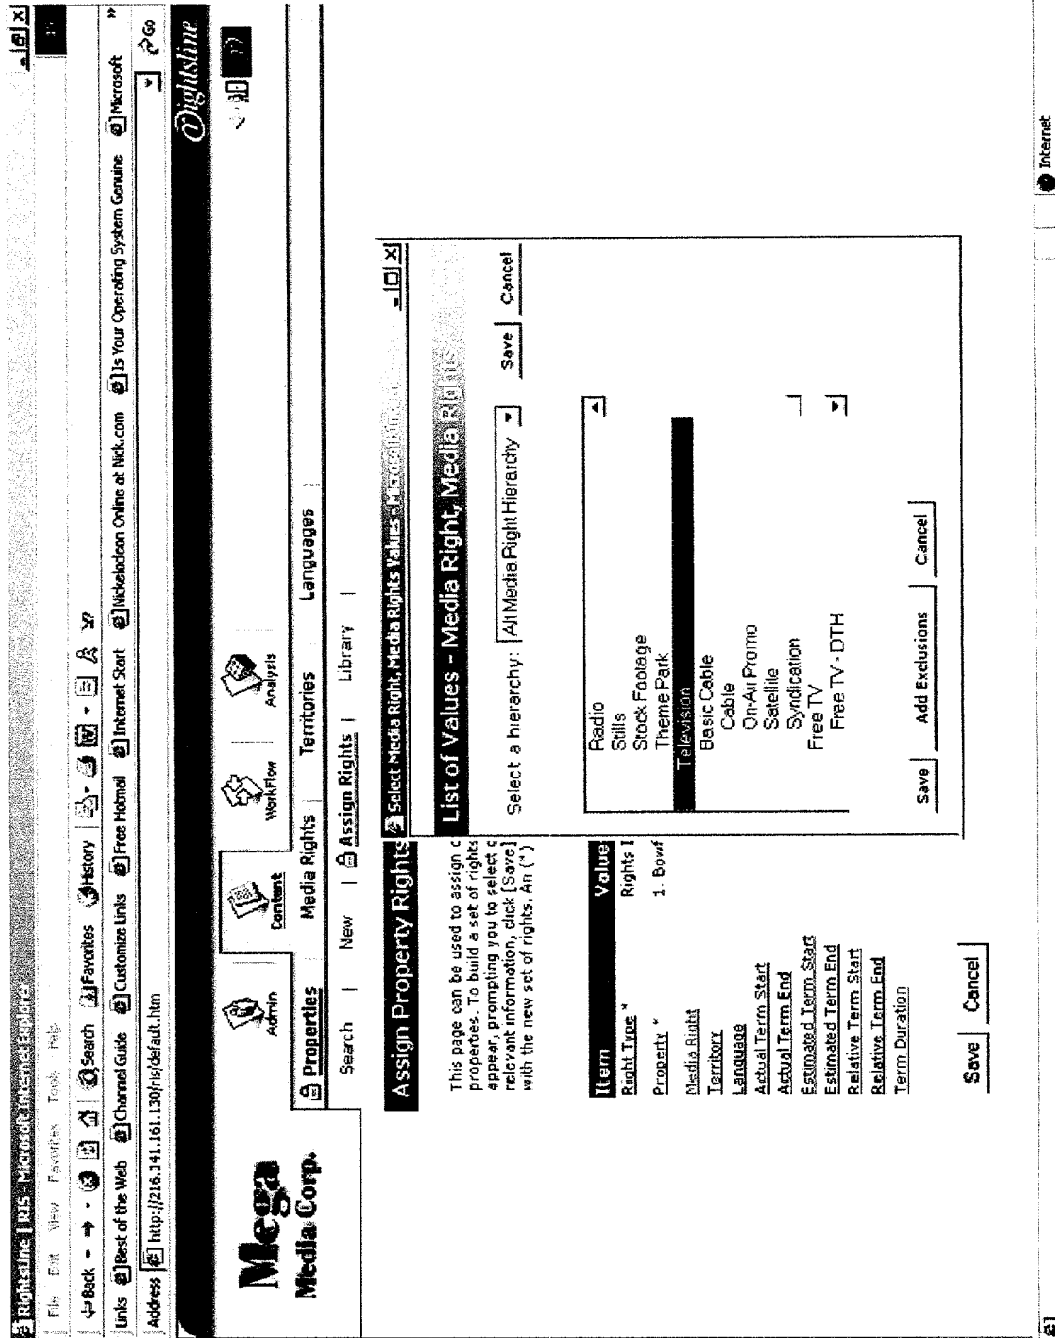 RightsLine | RIS - Microsoft Internet Explorer
File Edit View Favorites Tools Help
Back Search Favorites History
Links Best of the Web Channel Guide Customize Links Free Hotmail Internet Start Nickelodeon Online at Nick.com Is Your Operating System Genuine Microsoft »
Address http://216.141.161.130/ris/default.htm Go
Rightsline
Mega
Media Corp.
Admin Content WorkFlow Analysis
Properties Media Rights Territories Languages
Search | New | Assign Rights | Library |
Assign Property Rights
This page can be used to assign
properties. To build a set of rights
appear, prompting you to select
relevant information, click [Save]
with the new set of rights. An (*)
Item Value
Right Type * Rights
Property * 1. Bowf
Media Right
Territory
Language
Actual Term Start
Actual Term End
Estimated Term Start
Estimated Term End
Relative Term Start
Relative Term End
Term Duration
Save Cancel
Select Media Right, Media Rights Values - Microsoft
List of Values - Media Right, Media Rights
Select a hierarchy: Alt Media Right Hierarchy Save Cancel
Radio
Stills
Stock Footage
Theme Park
Television
Basic Cable
Cable
On-Air Promo
Satellite
Syndication
Free TV
Free TV - DTH
Save Add Exclusions Cancel
Internet